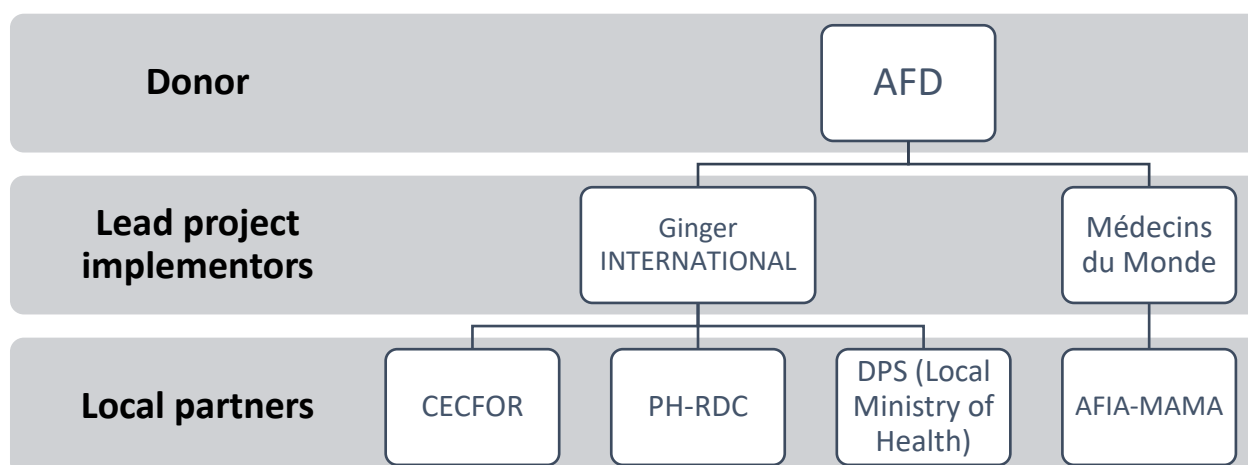 Donor
AFD
Lead project
implementors
Ginger
INTERNATIONAL
Médecins
du Monde
Local partners
CECFOR
PH-RDC
DPS (Local
Ministry of
Health)
AFIA-MAMA